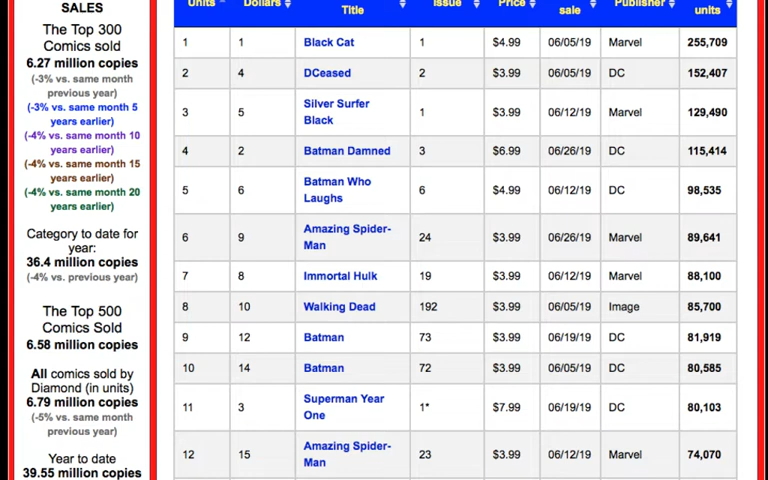 SALES
The Top 300
Comics sold
6.27 million copies
(-3% vs. same month
previous year)
(-3% vs. same month 5
years earlier)
(-4% vs. same month 10
years earlier)
(-4% vs. same month 15
years earlier)
(-4% vs. same month 20
years earlier)
Category to date for
year:
36.4 million copies
(-4% vs. previous year)
The Top 500
Comics Sold
6.58 million copies
All comics sold by
Diamond (in units)
6.79 million copies
(-5% vs. same month
previous year)
Year to date
39.55 million copies
Units Dollars Title Issue Price sale Publisher units
1 1 Black Cat 1 $4.99 06/05/19 Marvel 255,709
2 4 DCeased 2 $3.99 06/05/19 DC 152,407
3 5 Silver Surfer
Black 1 $3.99 06/12/19 Marvel 129,490
4 2 Batman Damned 3 $6.99 06/26/19 DC 115,414
5 6 Batman Who
Laughs 6 $4.99 06/12/19 DC 98,535
6 9 Amazing Spider-
Man 24 $3.99 06/26/19 Marvel 89,641
7 8 Immortal Hulk 19 $3.99 06/12/19 Marvel 88,100
8 10 Walking Dead 192 $3.99 06/05/19 Image 85,700
9 12 Batman 73 $3.99 06/19/19 DC 81,919
10 14 Batman 72 $3.99 06/05/19 DC 80,585
11 3 Superman Year
One 1* $7.99 06/19/19 DC 80,103
12 15 Amazing Spider-
Man 23 $3.99 06/12/19 Marvel 74,070